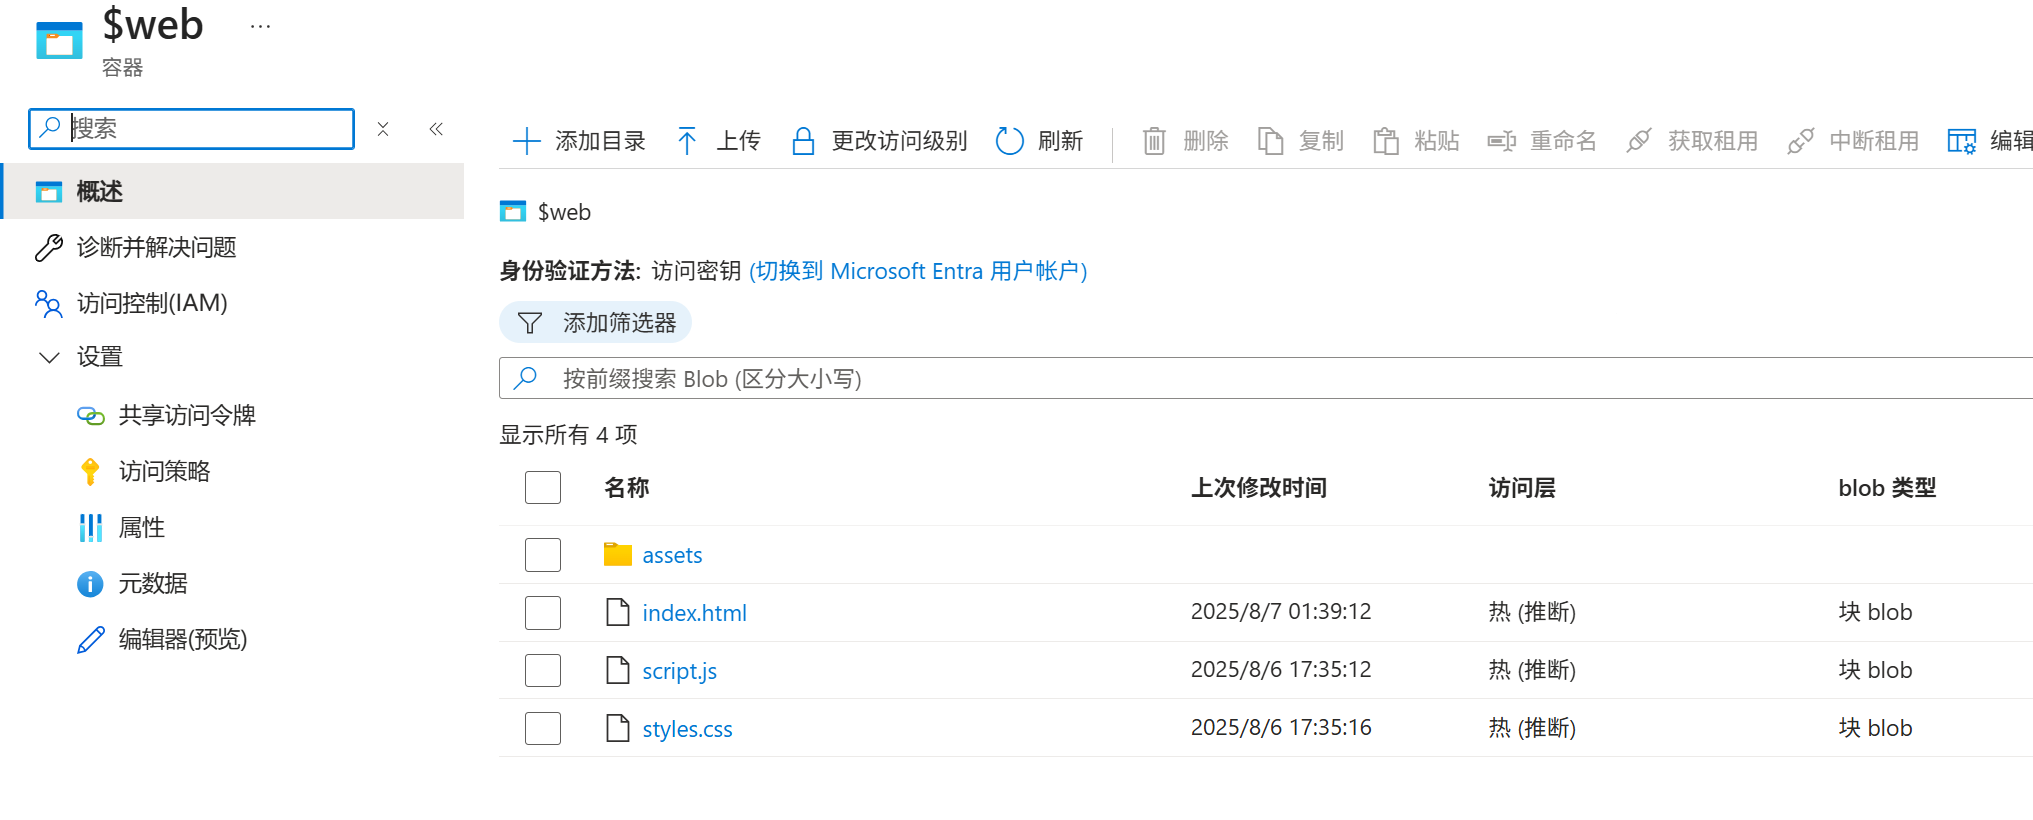 $web ...
容器
搜索
添加目录 上传 更改访问级别 刷新 删除 复制 粘贴 重命名 获取租用 中断租用 编辑
概述
诊断并解决问题
访问控制(IAM)
设置
共享访问令牌
访问策略
属性
元数据
编辑器(预览)
$web
身份验证方法: 访问密钥 (切换到 Microsoft Entra 用户帐户)
添加筛选器
按前缀搜索 Blob (区分大小写)
显示所有 4 项
名称 上次修改时间 访问层 blob 类型
assets
index.html 2025/8/7 01:39:12 热 (推断) 块 blob
script.js 2025/8/6 17:35:12 热 (推断) 块 blob
styles.css 2025/8/6 17:35:16 热 (推断) 块 blob